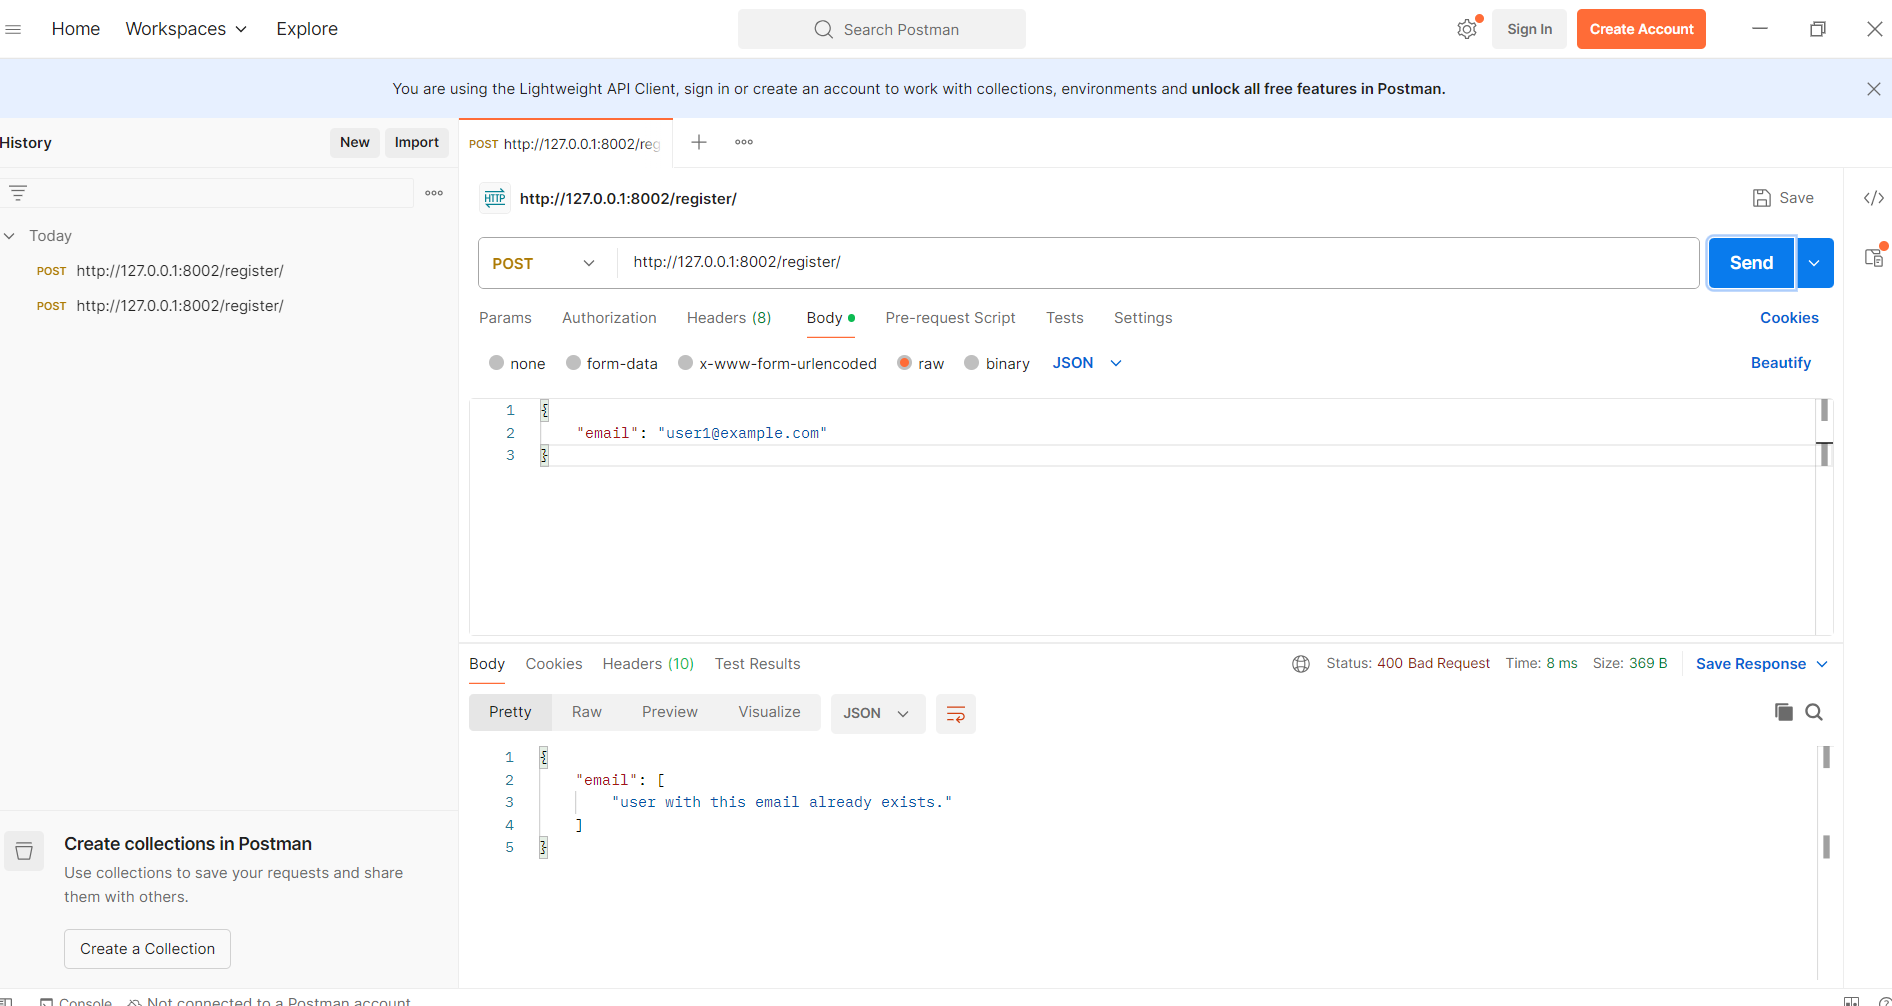 Home Workspaces Explore Search Postman Sign In Create Account
You are using the Lightweight API Client, sign in or create an account to work with collections, environments and unlock all free features in Postman.
History New Import
POST http://127.0.0.1:8002/reg
Today
POST http://127.0.0.1:8002/register/
POST http://127.0.0.1:8002/register/
Create collections in Postman
Use collections to save your requests and share
them with others.
Create a Collection
HTTP http://127.0.0.1:8002/register/ Save </>
POST http://127.0.0.1:8002/register/ Send
Params Authorization Headers (8) Body Pre-request Script Tests Settings Cookies
none form-data x-www-form-urlencoded raw binary JSON Beautify
1 {
2 "email": "user1@example.com"
3 }
Body Cookies Headers (10) Test Results Status: 400 Bad Request Time: 8 ms Size: 369 B Save Response
Pretty Raw Preview Visualize JSON
1 {
2 "email": [
3 "user with this email already exists."
4 ]
5 }
Console Not connected to a Postman account